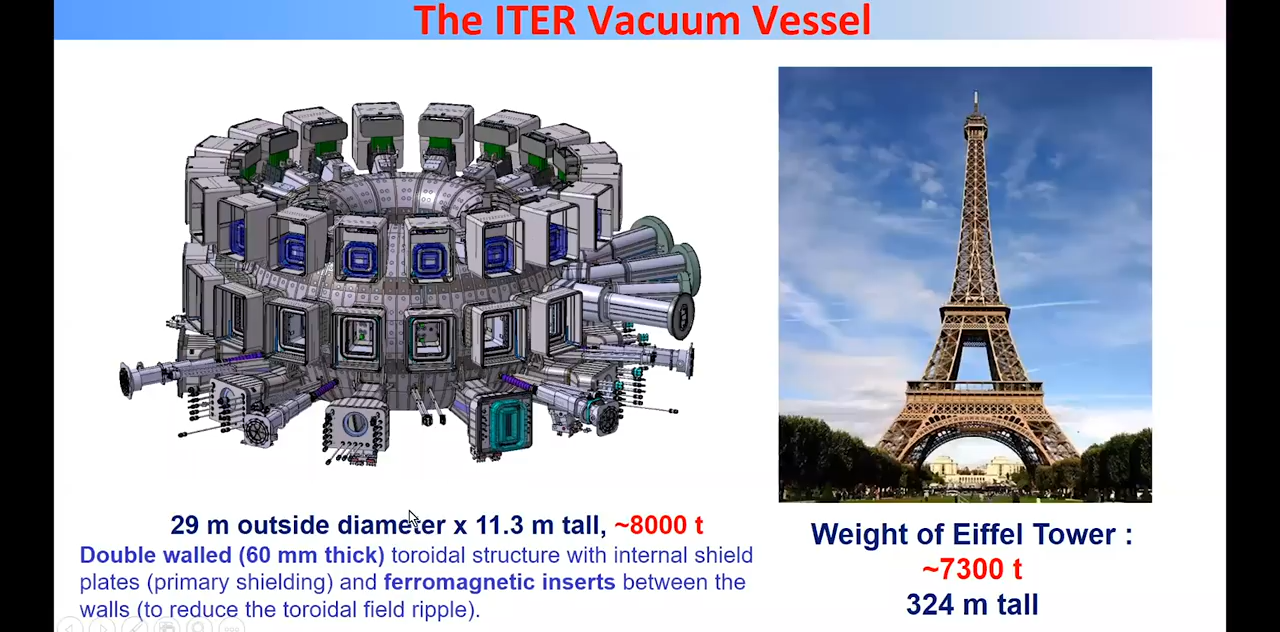 The ITER Vacuum Vessel
29 m outside diameter x 11.3 m tall, ~8000 t
Double walled (60 mm thick) toroidal structure with internal shield
plates (primary shielding) and ferromagnetic inserts between the
walls (to reduce the toroidal field ripple).
Weight of Eiffel Tower :
~7300 t
324 m tall